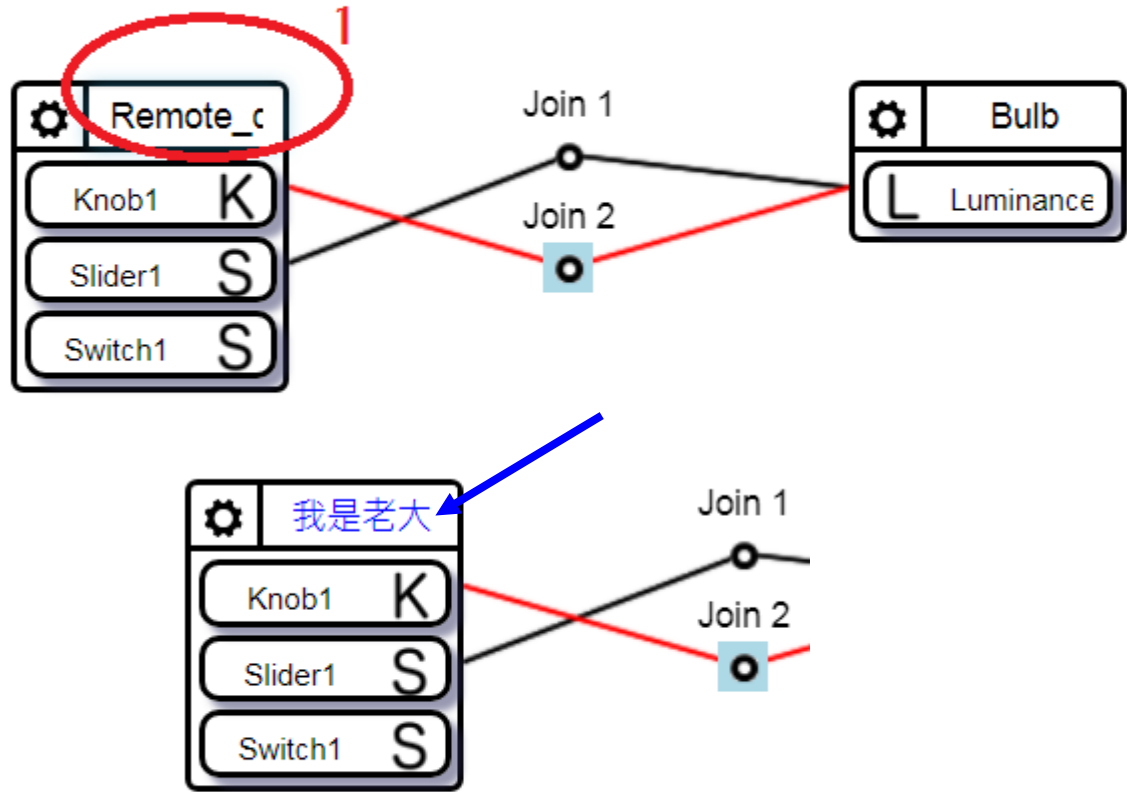 1
Remote_c
Knob1 K
Slider1 S
Switch1 S
Join 1
Join 2
Bulb
L Luminance
我是老大
Knob1 K
Slider1 S
Switch1 S
Join 1
Join 2